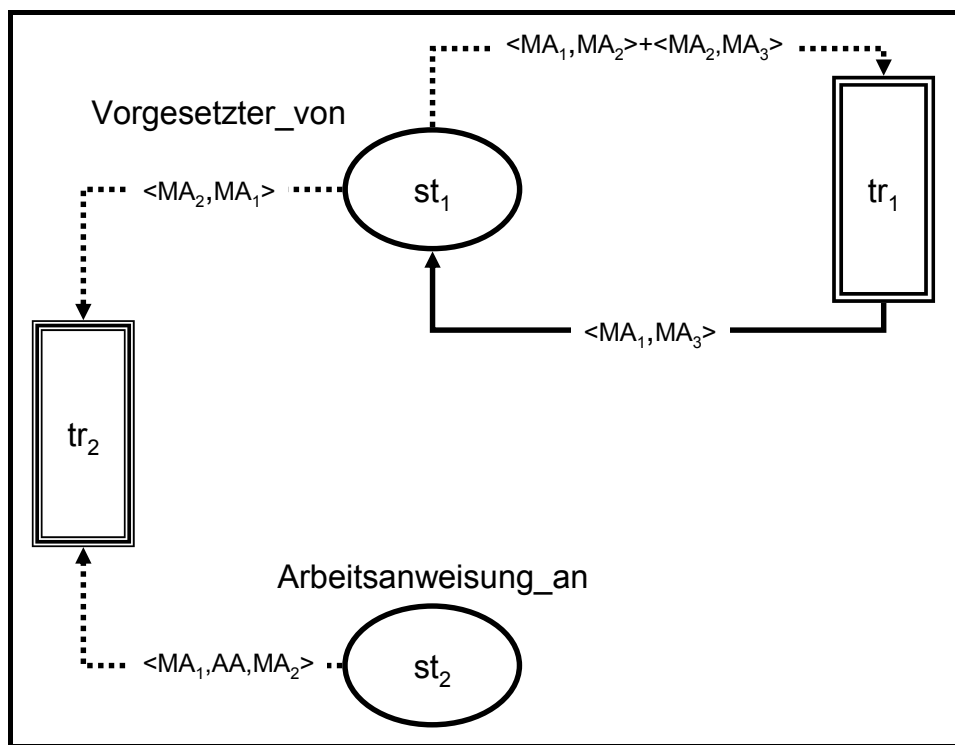 <MA₁,MA₂>+<MA₂,MA₃>
Vorgesetzter_von
<MA₂,MA₁>
st₁
tr₁
<MA₁,MA₃>
tr₂
Arbeitsanweisung_an
<MA₁,AA,MA₂>
st₂